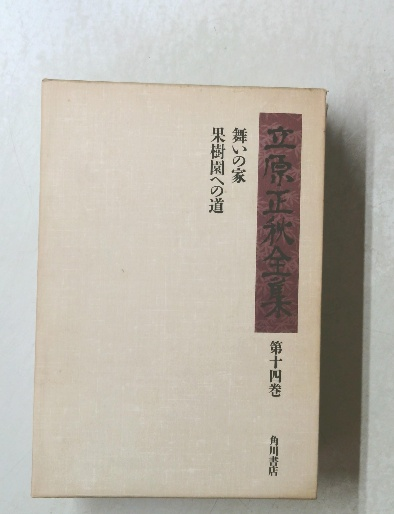 立原正秋全集
第十四巻
角川書店
舞いの家
果樹園への道